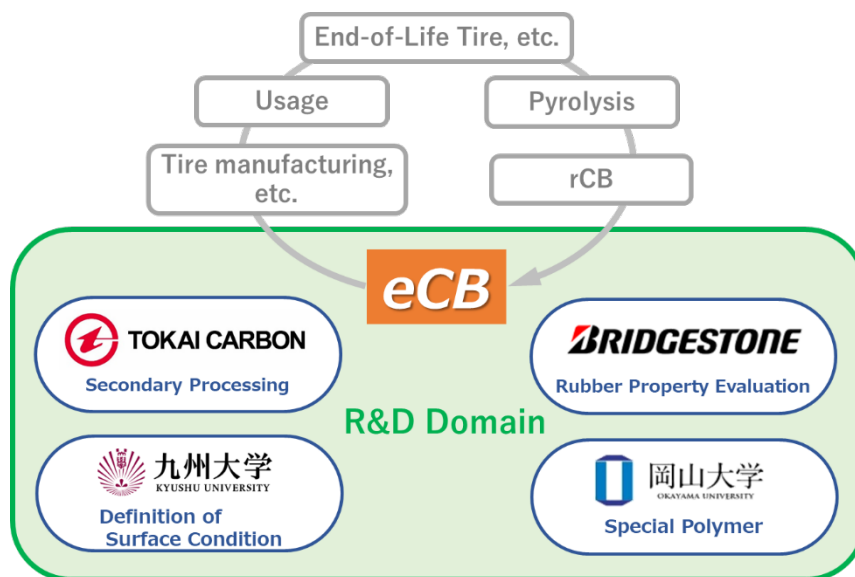 End-of-Life Tire, etc.
Usage
Pyrolysis
Tire manufacturing,
etc.
rCB
eCB
TOKAI CARBON
Secondary Processing
BRIDGESTONE
Rubber Property Evaluation
R&D Domain
九州大学
KYUSHU UNIVERSITY
Definition of
Surface Condition
岡山大学
OKAYAMA UNIVERSITY
Special Polymer